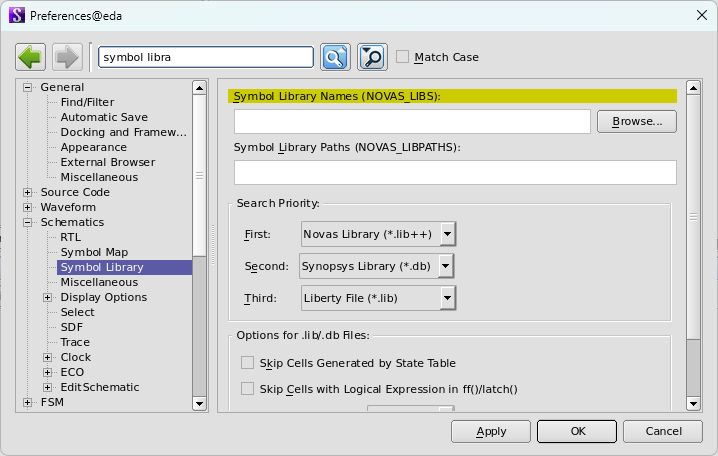 Preferences@eda
symbol libra
Match Case
General
Find/Filter
Automatic Save
Docking and Framew...
Appearance
External Browser
Miscellaneous
Source Code
Waveform
Schematics
RTL
Symbol Map
Symbol Library
Miscellaneous
Display Options
Select
SDF
Trace
Clock
ECO
EditSchematic
FSM
Symbol Library Names (NOVAS_LIBS):
Browse...
Symbol Library Paths (NOVAS_LIBPATHS):
Search Priority:
First: Novas Library (*.lib++)
Second: Synopsys Library (*.db)
Third: Liberty File (*.lib)
Options for .lib/.db Files:
Skip Cells Generated by State Table
Skip Cells with Logical Expression in ff()/latch()
Apply OK Cancel